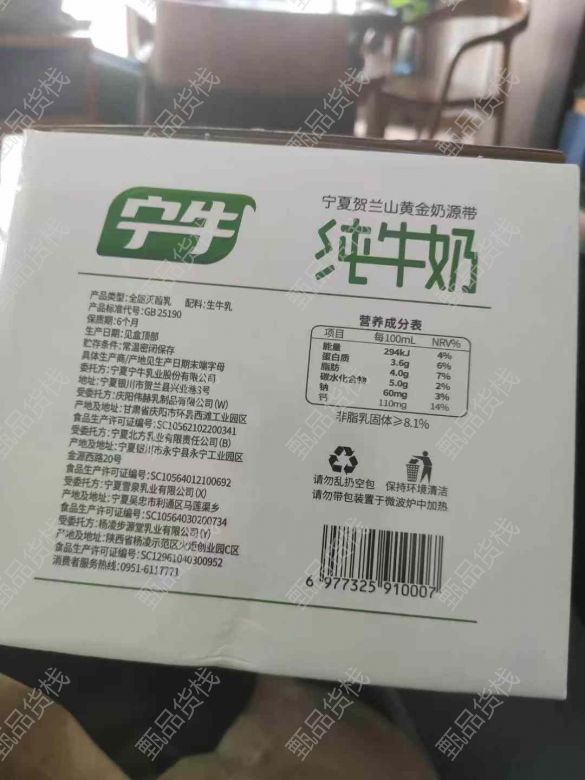 宁牛
宁夏贺兰山黄金奶源带
纯牛奶
产品类型：全脂灭菌乳 配料：生牛乳
产品标准代号：GB 25190
保质期：6个月
生产日期：见盒顶部
贮存条件：常温密闭保存
具体生产商/产地见生产日期末端字母
委托方：宁夏宁牛乳业股份有限公司
地址：宁夏银川市贺兰县兴业巷3号
受委托方：庆阳伟赫乳制品有限公司(W)
产地及地址：甘肃省庆阳市环县西滩工业园区
食品生产许可证编号：SC10562102200341
受委托方：宁夏北方乳业有限责任公司(B)
产地及地址：宁夏银川市永宁县永宁工业园区
金源西路20号
食品生产许可证编号：SC10564012100692
受委托方：宁夏雪泉乳业有限公司(X)
产地及地址：宁夏吴忠市利通区马莲渠乡
食品生产许可证编号：SC10564030200734
受委托方：杨凌步源堂乳业有限公司(Y)
产地及地址：陕西省杨凌示范区火炬创业园C区
食品生产许可证编号：SC12961040300952
消费者服务热线：0951-6117771
营养成分表
项目 每100mL NRV%
能量 294kJ 4%
蛋白质 3.6g 6%
脂肪 4.0g 7%
碳水化合物 5.0g 2%
钠 60mg 3%
钙 110mg 14%
非脂乳固体≥8.1%
请勿乱扔空包 保持环境清洁
请勿带包装置于微波炉中加热
6 977325 910007
甄品货栈